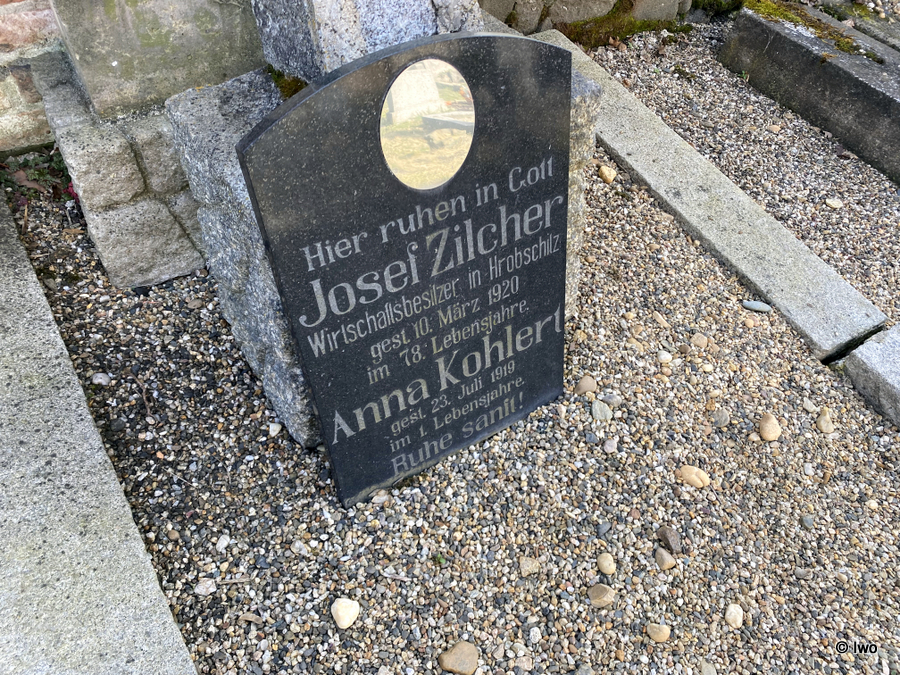 Hier ruhen in Gott
Josef Zilcher
Wirtschaftsbesitzer in Hrobschitz
gest. 10. März 1920
im 78. Lebensjahre.
Anna Kohlert
gest. 23. Juli 1919
im 1. Lebensjahre.
Ruhe sanft!
© Iwo